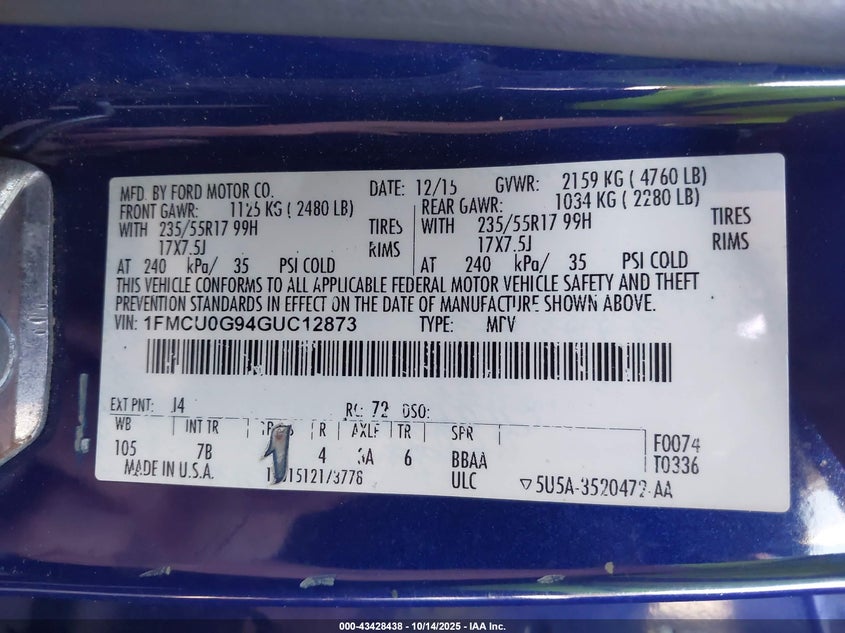 MFD. BY FORD MOTOR CO. DATE: 12/15 GVWR: 2159 KG ( 4760 LB)
FRONT GAWR: 1125 KG ( 2480 LB) REAR GAWR: 1034 KG ( 2280 LB)
WITH 235/55R17 99H TIRES WITH 235/55R17 99H TIRES
17X7.5J RIMS 17X7.5J RIMS
AT 240 kPa/ 35 PSI COLD AT 240 kPa/ 35 PSI COLD
THIS VEHICLE CONFORMS TO ALL APPLICABLE FEDERAL MOTOR VEHICLE SAFETY AND THEFT
PREVENTION STANDARDS IN EFFECT ON THE DATE OF MANUFACTURE SHOWN ABOVE.
VIN: 1FMCU0G94GUC12873 TYPE: MPV
EXT PNT: J4 RC: 72 DSO:
WB INT TR R AXLE TR SPR
105 7B 4 3A 6 BBAA F0074
MADE IN U.S.A. ULC T0336
▽5U5A-3520472-AA
000-43428438 - 10/14/2025 - IAA Inc.